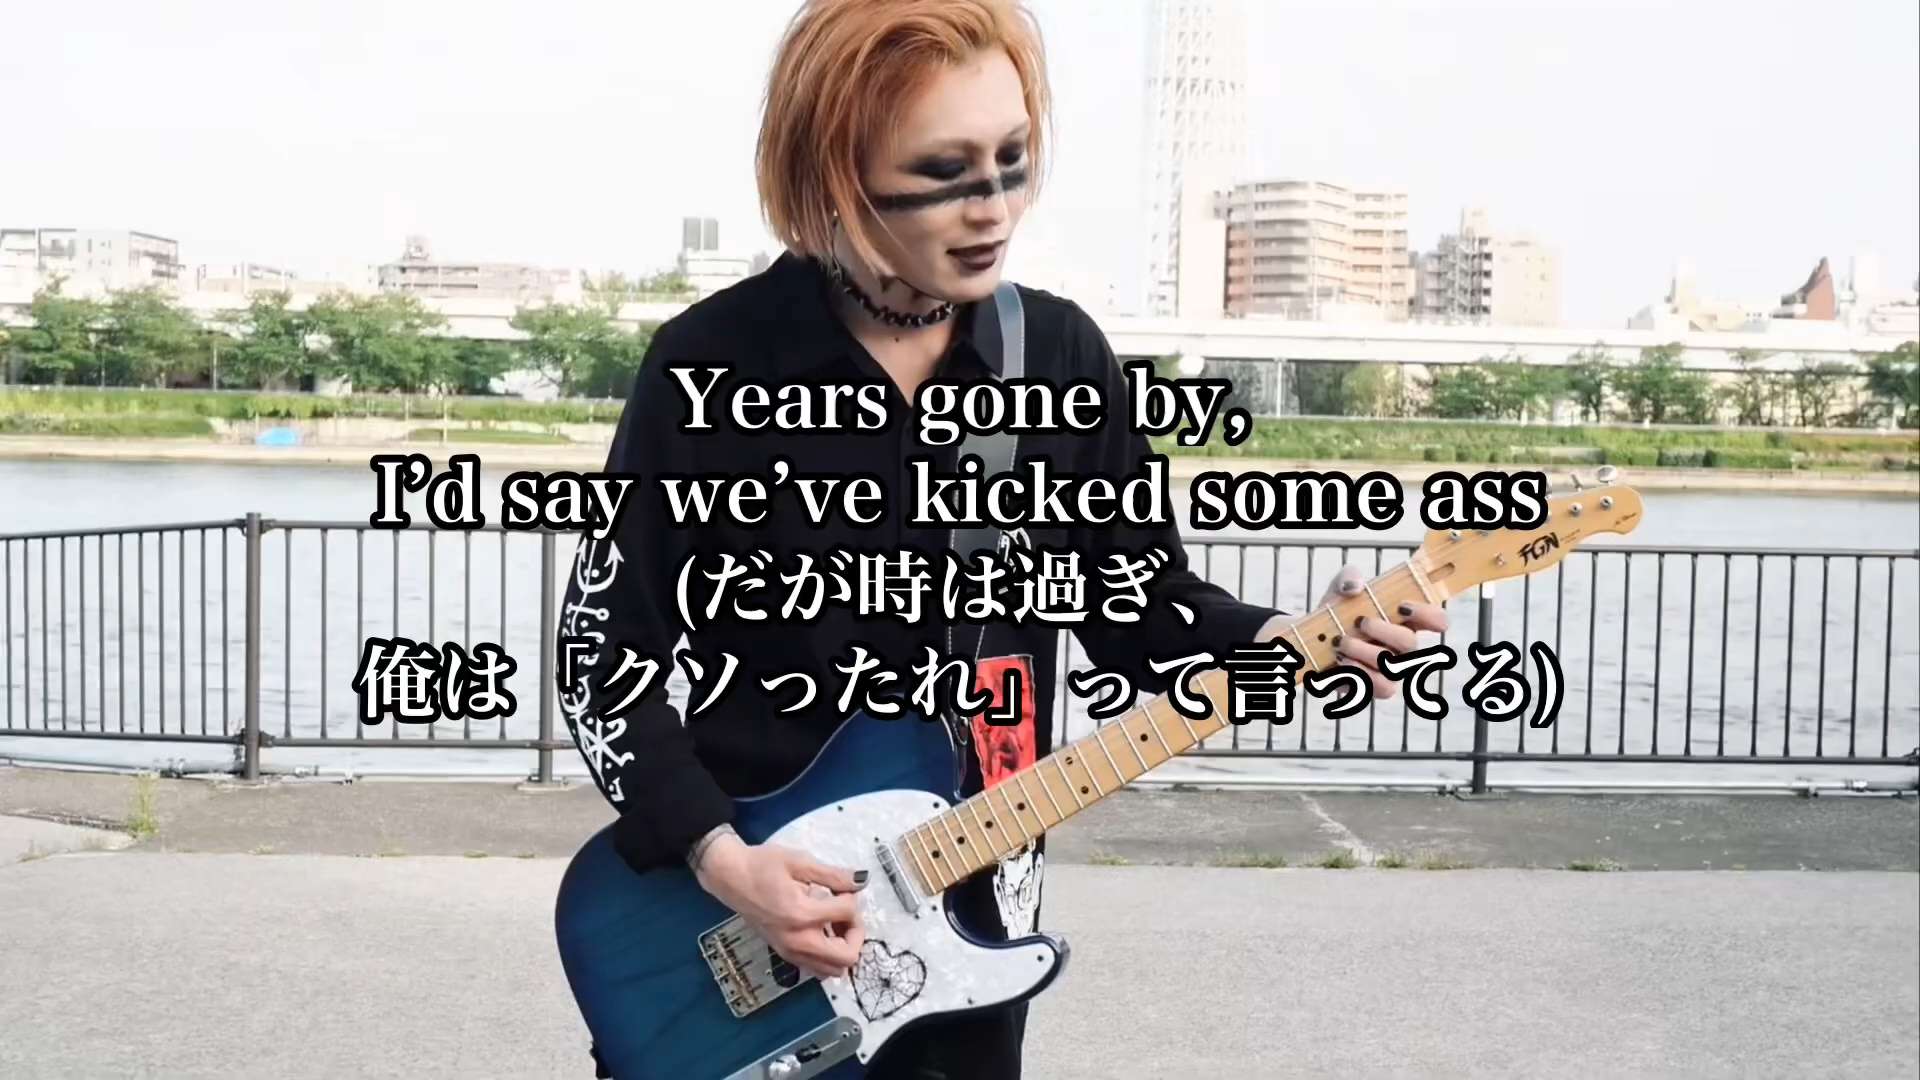 Years gone by,
I’d say we’ve kicked some ass
(だが時は過ぎ、
俺は「クソったれ」って言ってる)
FGN